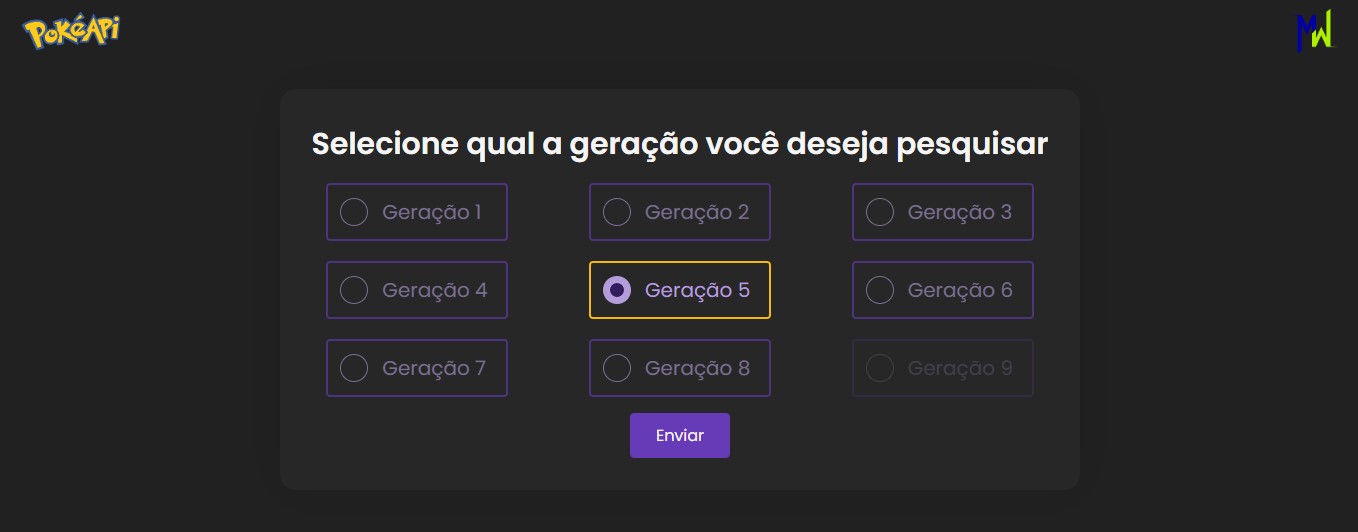 PokéApi
MW
Selecione qual a geração você deseja pesquisar
Geração 1
Geração 2
Geração 3
Geração 4
Geração 5
Geração 6
Geração 7
Geração 8
Geração 9
Enviar